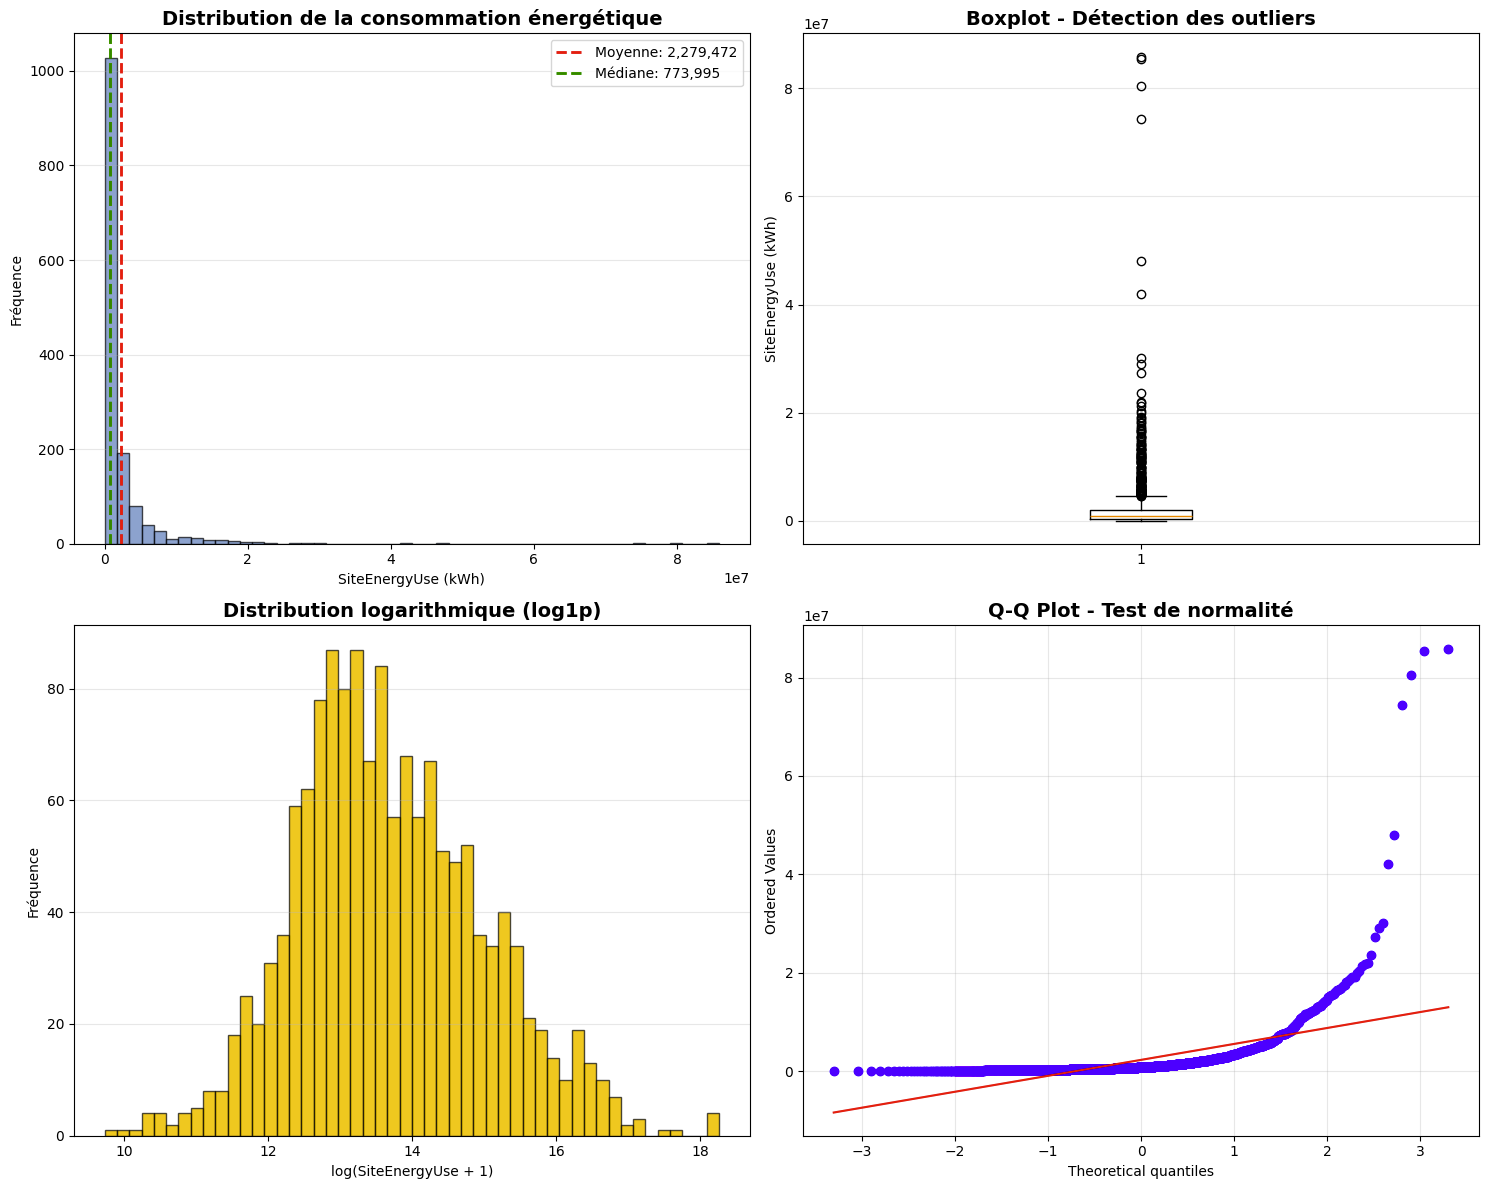 Distribution de la consommation énergétique
Moyenne: 2,279,472
Médiane: 773,995
1000
800
600
400
200
0
Fréquence
0 2 4 6 8
1e7
SiteEnergyUse (kWh)
Boxplot - Détection des outliers
1e7
8
6
4
2
0
SiteEnergyUse (kWh)
1
Distribution logarithmique (log1p)
80
60
40
20
0
Fréquence
10 12 14 16 18
log(SiteEnergyUse + 1)
Q-Q Plot - Test de normalité
1e7
8
6
4
2
0
Ordered Values
−3 −2 −1 0 1 2 3
Theoretical quantiles